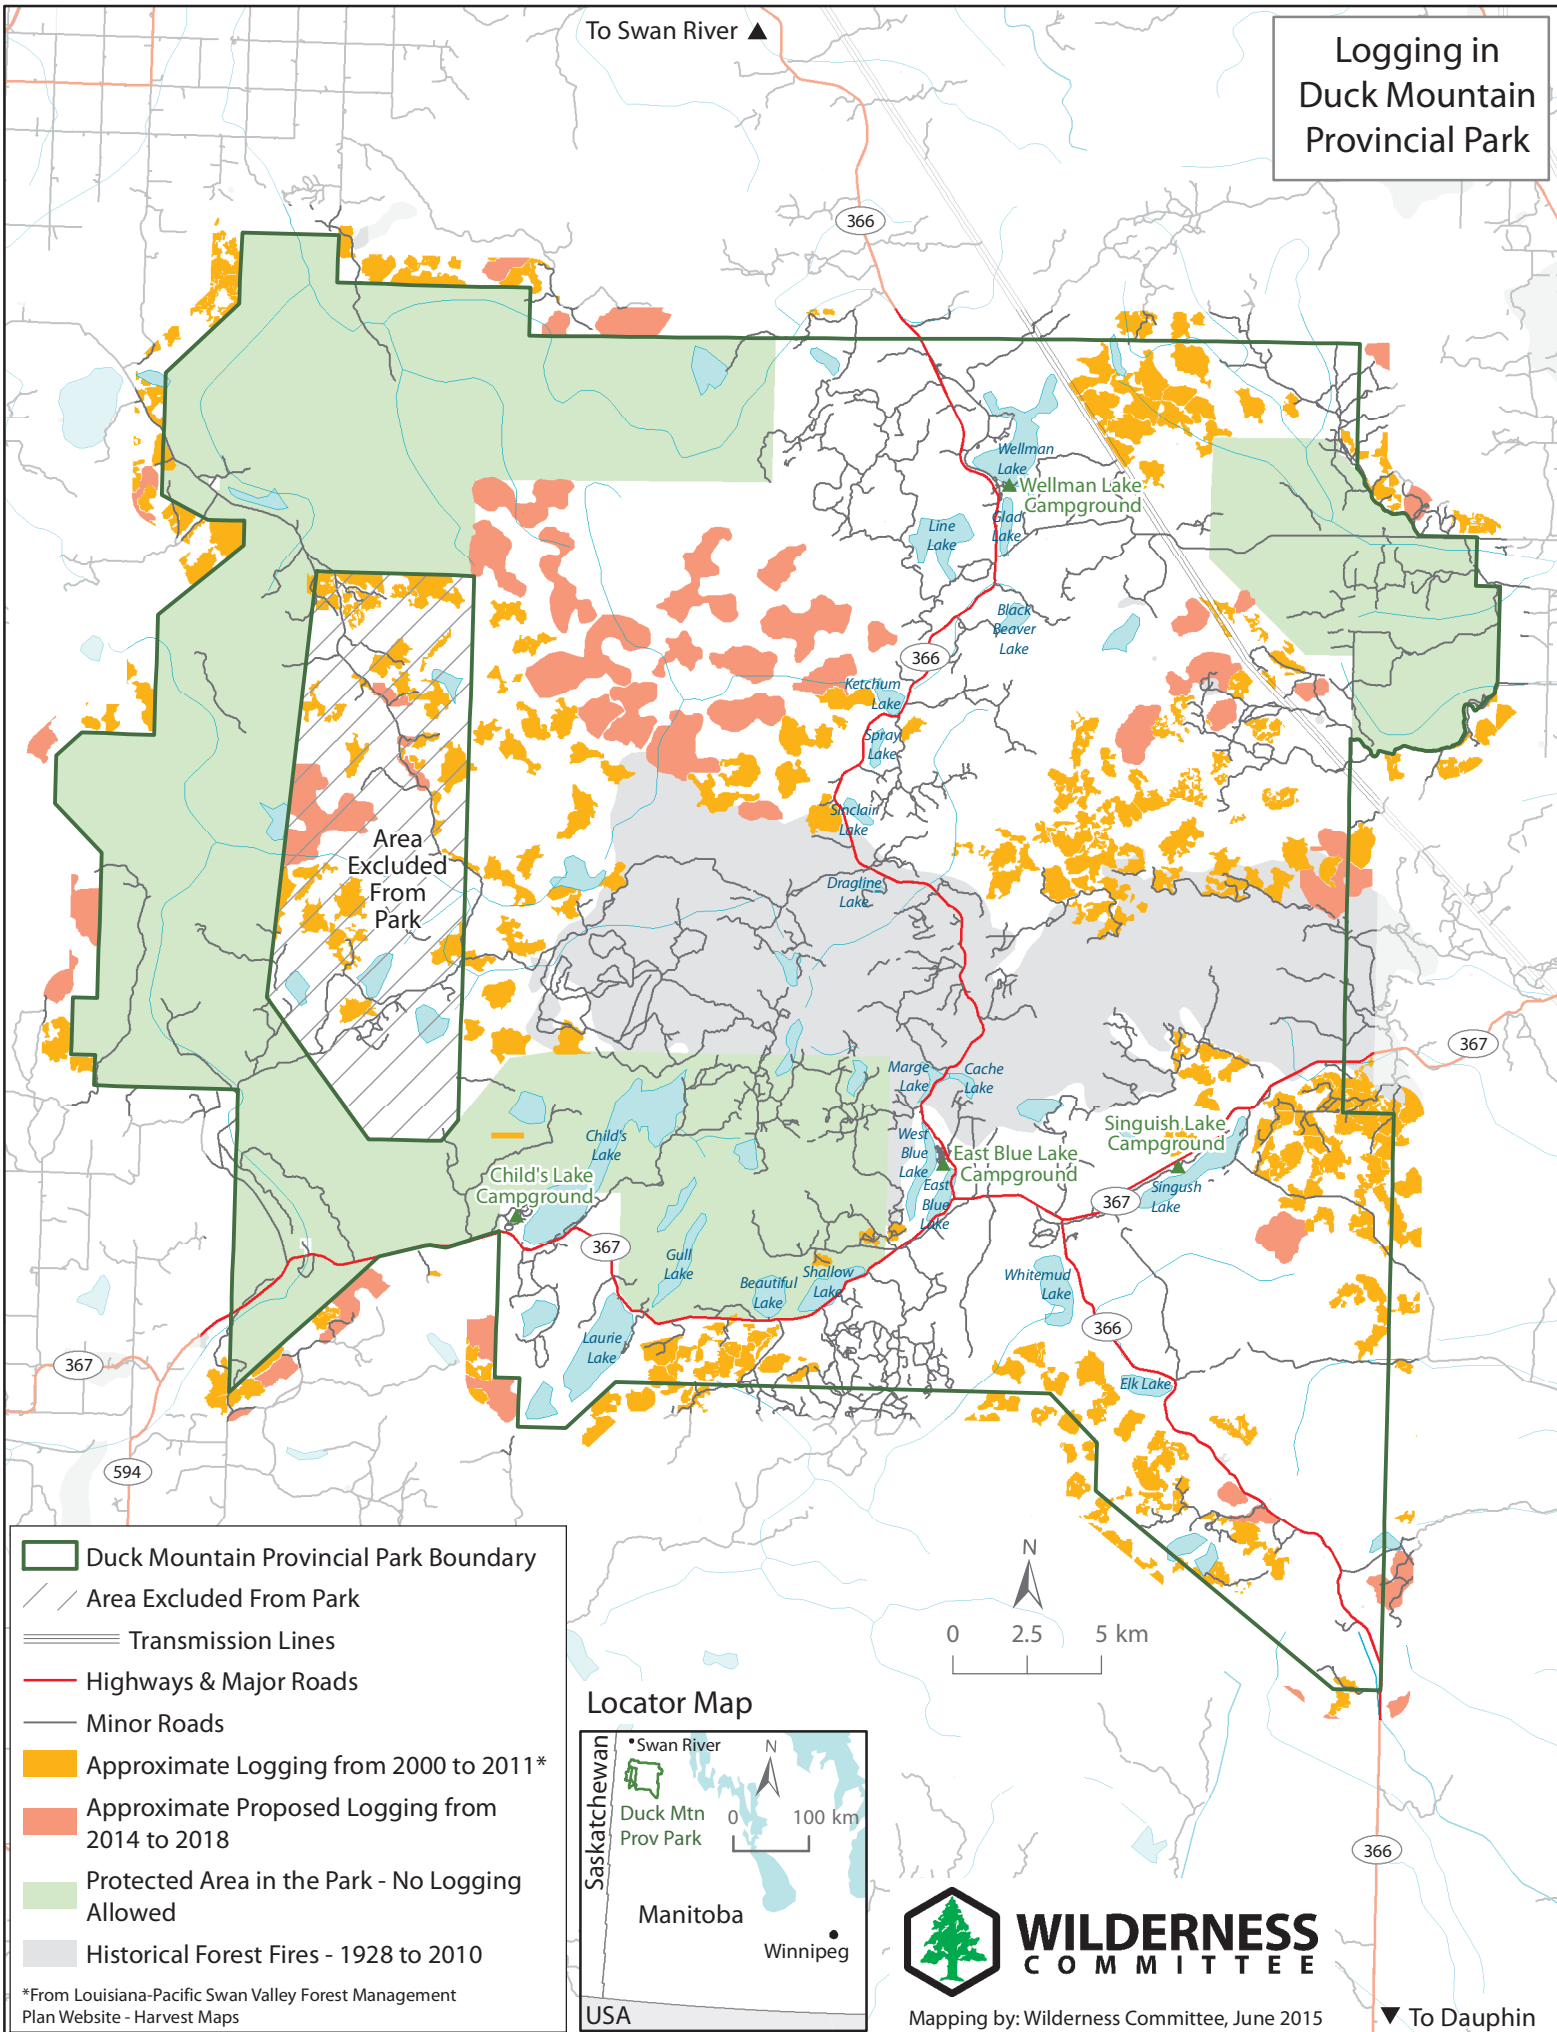 To Swan River ▲
Logging in
Duck Mountain
Provincial Park
366
Wellman
Lake
Wellman Lake
Campground
Glad
Lake
Line
Lake
Black
Beaver
Lake
366
Ketchum
Lake
Spray
Lake
Sinclair
Lake
Area
Excluded
From
Park
Dragline
Lake
367
Marge
Lake
Cache
Lake
Singuish Lake
Campground
West
Blue
Lake
East Blue Lake
Campground
Child's
Lake
Child's Lake
Campground
East
Blue
Lake
367
Singush
Lake
367
Gull
Lake
Beautiful
Lake
Shallow
Lake
Whitemud
Lake
366
Laurie
Lake
367
Elk Lake
594
Duck Mountain Provincial Park Boundary
Area Excluded From Park
Transmission Lines
Highways & Major Roads
Minor Roads
Approximate Logging from 2000 to 2011*
Approximate Proposed Logging from
2014 to 2018
Protected Area in the Park - No Logging
Allowed
Historical Forest Fires - 1928 to 2010
*From Louisiana-Pacific Swan Valley Forest Management
Plan Website - Harvest Maps
N
0 2.5 5 km
Locator Map
Saskatchewan
Swan River
N
Duck Mtn
Prov Park
0 100 km
Manitoba
Winnipeg
USA
366
WILDERNESS
COMMITTEE
Mapping by: Wilderness Committee, June 2015
▼ To Dauphin